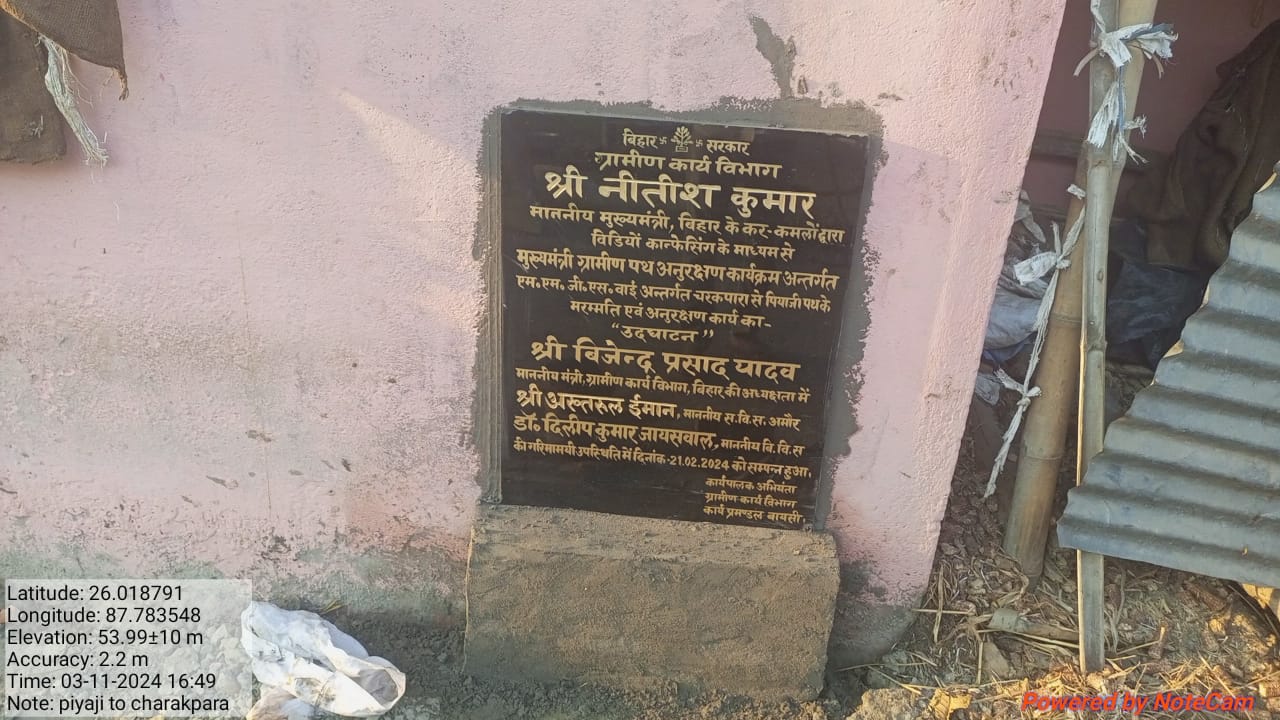 बिहार सरकार
ग्रामीण कार्य विभाग
श्री नीतीश कुमार
माननीय मुख्यमंत्री, बिहार के कर-कमलों द्वारा
विडियों कान्फेसिंग के माध्यम से
मुख्यमंत्री ग्रामीण पथ अनुरक्षण कार्यक्रम अन्तर्गत
एम॰एम॰जी॰एस॰वाई अन्तर्गत चरकपारा से पियाजी पथ के
मरम्मति एवं अनुरक्षण कार्य का-
“उदघाटन”
श्री बिजेन्द्र प्रसाद यादव
माननीय मंत्री, ग्रामीण कार्य विभाग, बिहार की अध्यक्षता में
श्री अख्तरुल ईमान, माननीय स.वि.स. अमौर
डॉ॰ दिलीप कुमार जायसवाल, माननीय बि.वि.स
की गरिमामयी उपस्थिति में दिनांक-21.02.2024 को सम्पन्न हुआ,
कार्यपालक अभियंता
ग्रामीण कार्य विभाग
कार्य प्रमण्डल बायसी
Latitude: 26.018791
Longitude: 87.783548
Elevation: 53.99±10 m
Accuracy: 2.2 m
Time: 03-11-2024 16:49
Note: piyaji to charakpara
Powered by NoteCam